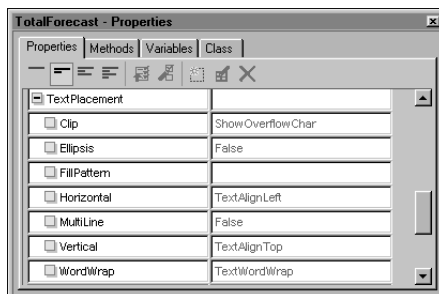 TotalForecast - Properties
Properties Methods Variables Class
TextPlacement
Clip ShowOverflowChar
Ellipsis False
FillPattern
Horizontal TextAlignLeft
MultiLine False
Vertical TextAlignTop
WordWrap TextWordWrap